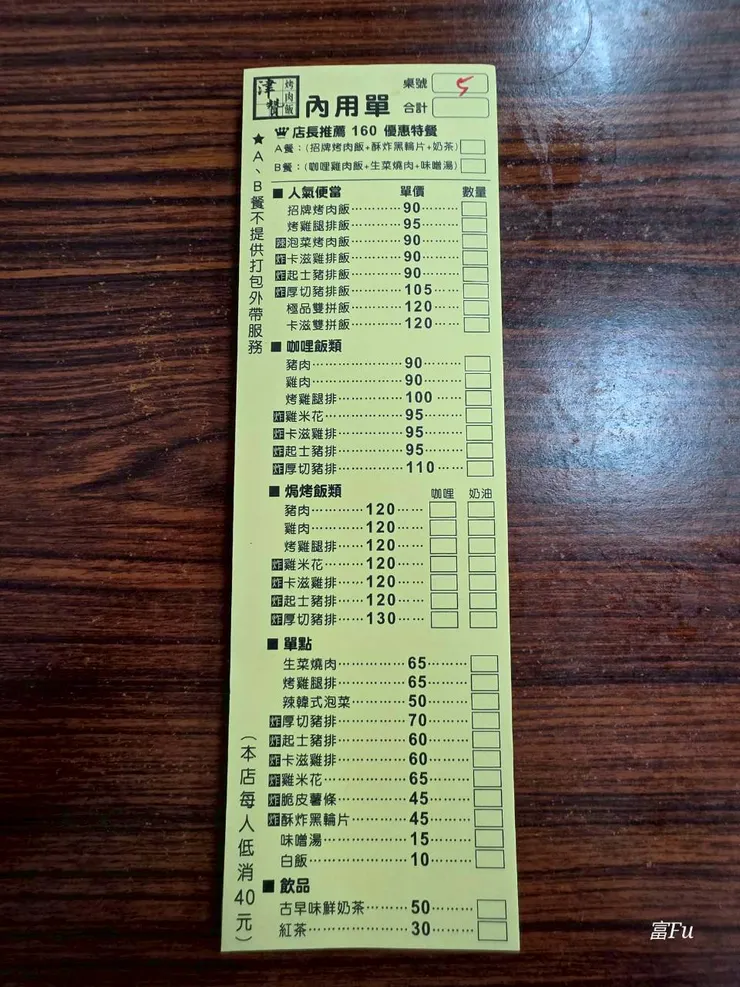 津贊
烤肉飯
內用單
桌號 5
合計
店長推薦 160 優惠特餐
A餐：(招牌烤肉飯+酥炸黑輪片+奶茶)
B餐：(咖哩雞肉飯+生菜燒肉+味噌湯)
★A、B餐不提供打包外帶服務
■ 人氣便當 單價 數量
招牌烤肉飯 90
烤雞腿排飯 95
辣泡菜烤肉飯 90
炸卡滋雞排飯 90
炸起士豬排飯 90
炸厚切豬排飯 105
極品雙拼飯 120
卡滋雙拼飯 120
■ 咖哩飯類
豬肉 90
雞肉 90
烤雞腿排 100
炸雞米花 95
炸卡滋雞排 95
炸起士豬排 95
炸厚切豬排 110
■ 焗烤飯類 咖哩 奶油
豬肉 120
雞肉 120
烤雞腿排 120
炸雞米花 120
炸卡滋雞排 120
炸起士豬排 120
炸厚切豬排 130
■ 單點
生菜燒肉 65
烤雞腿排 65
辣韓式泡菜 50
炸厚切豬排 70
炸起士豬排 60
炸卡滋雞排 60
炸雞米花 65
炸脆皮薯條 45
炸酥炸黑輪片 45
味噌湯 15
白飯 10
■ 飲品
古早味鮮奶茶 50
紅茶 30
(本店每人低消40元)
富Fu